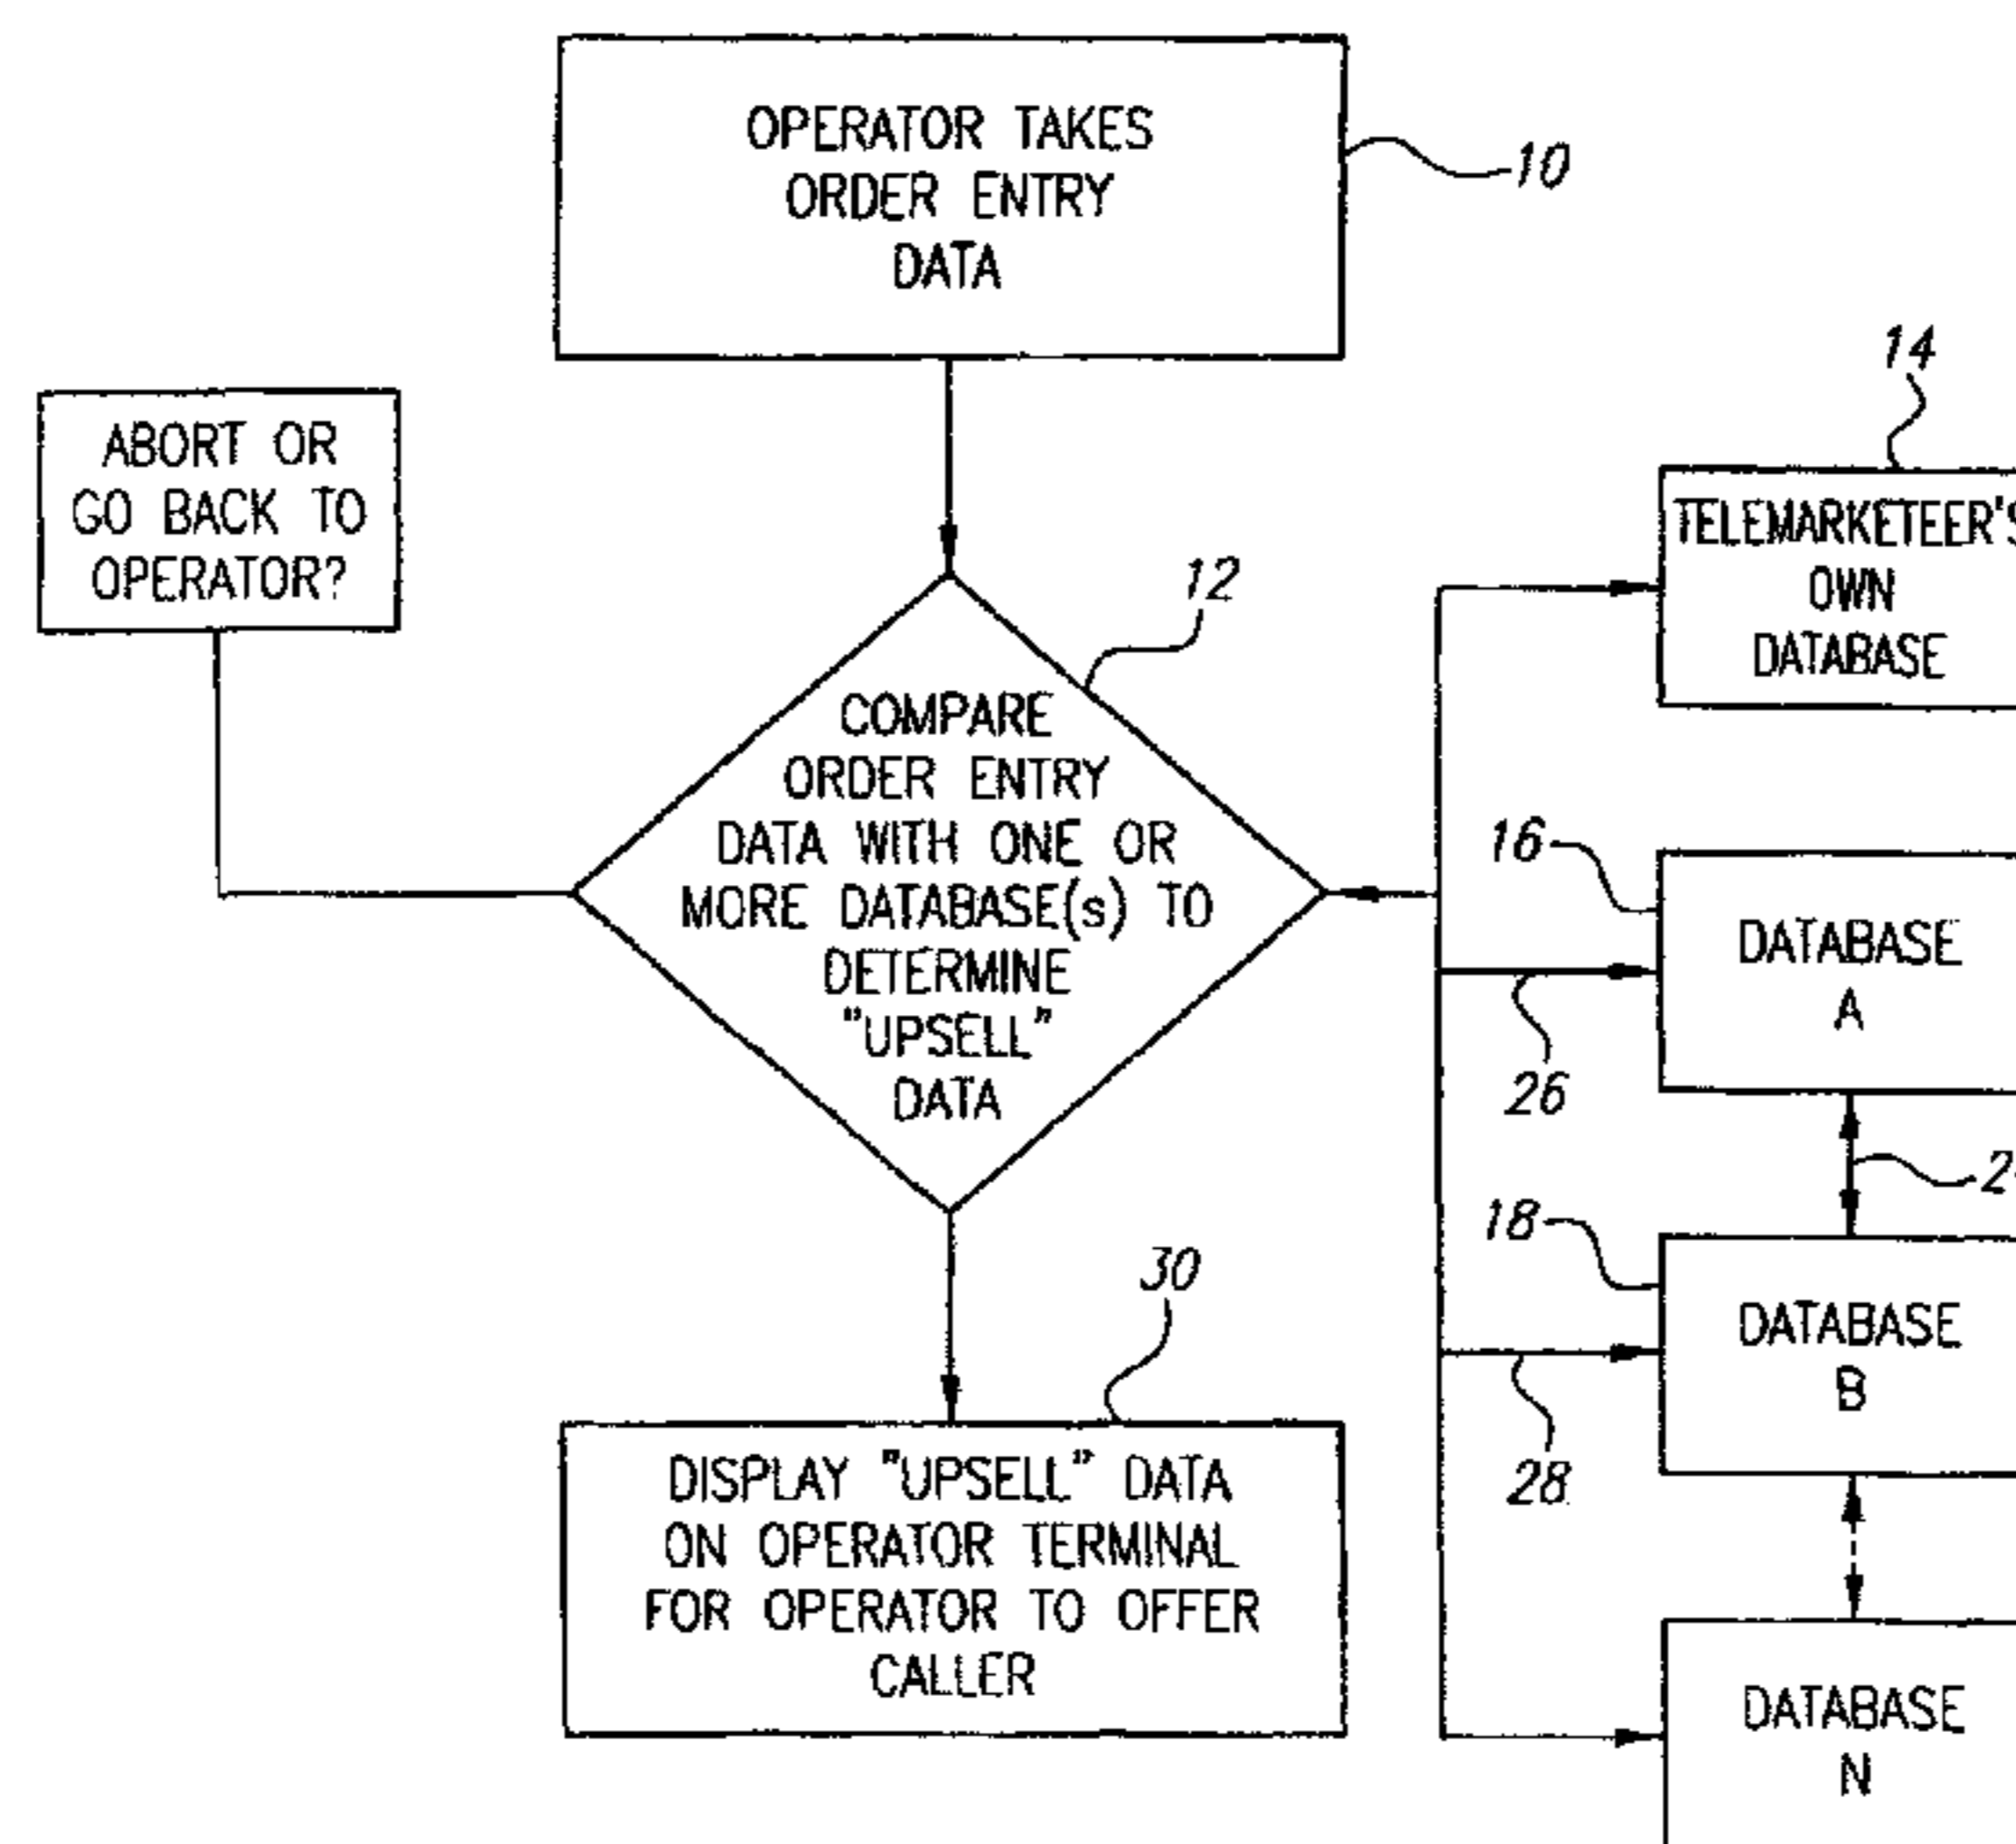 OPERATOR TAKES
ORDER ENTRY
DATA
10
ABORT OR
GO BACK TO
OPERATOR?
12
COMPARE
ORDER ENTRY
DATA WITH ONE OR
MORE DATABASE(s) TO
DETERMINE
"UPSELL"
DATA
14
TELEMARKETEER'S
OWN
DATABASE
16
DATABASE
A
26
18
DATABASE
B
28
30
DISPLAY "UPSELL" DATA
ON OPERATOR TERMINAL
FOR OPERATOR TO OFFER
CALLER
DATABASE
N